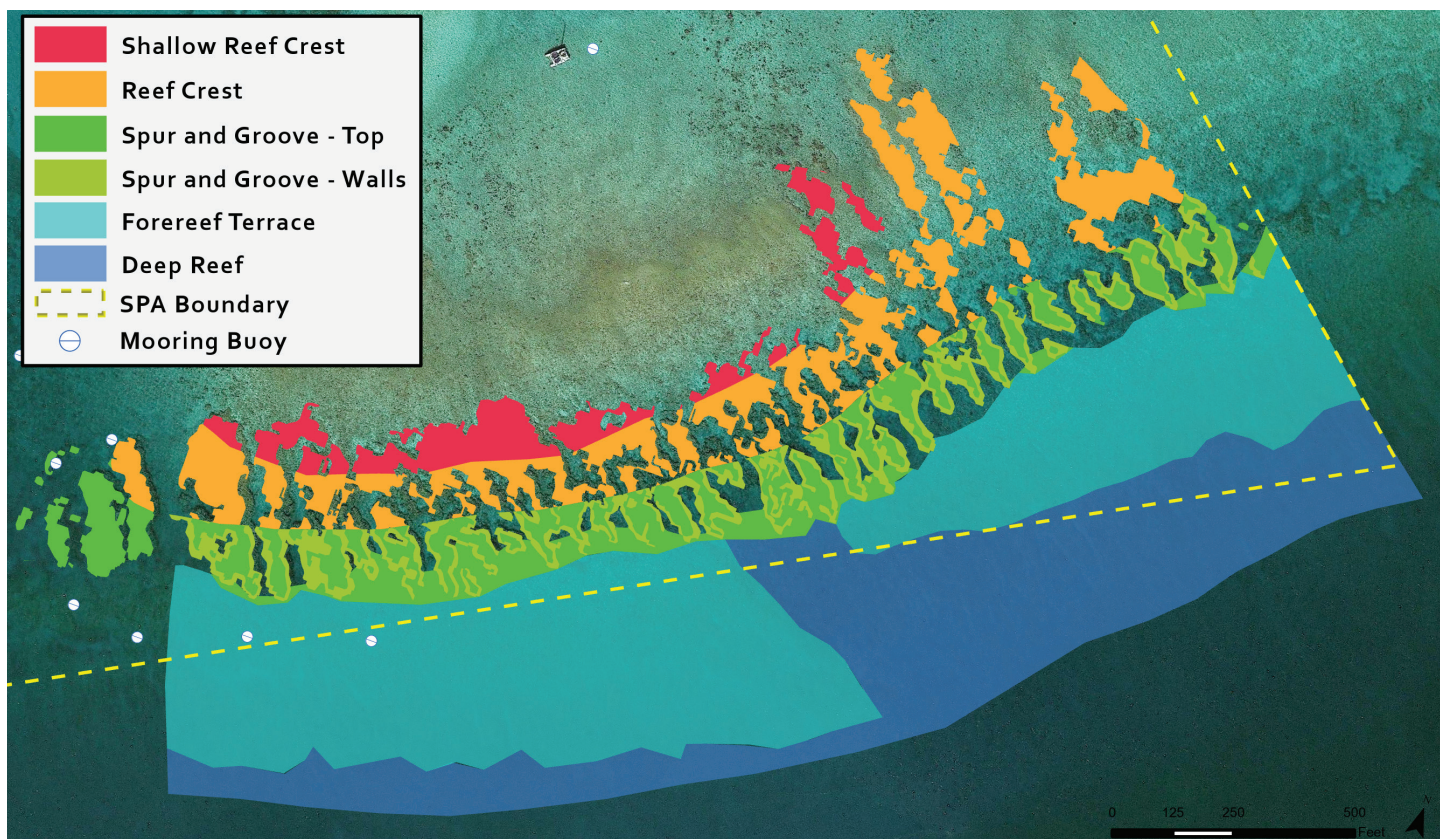 Shallow Reef Crest
Reef Crest
Spur and Groove - Top
Spur and Groove - Walls
Forereef Terrace
Deep Reef
SPA Boundary
Mooring Buoy
N
0 125 250 500
Feet